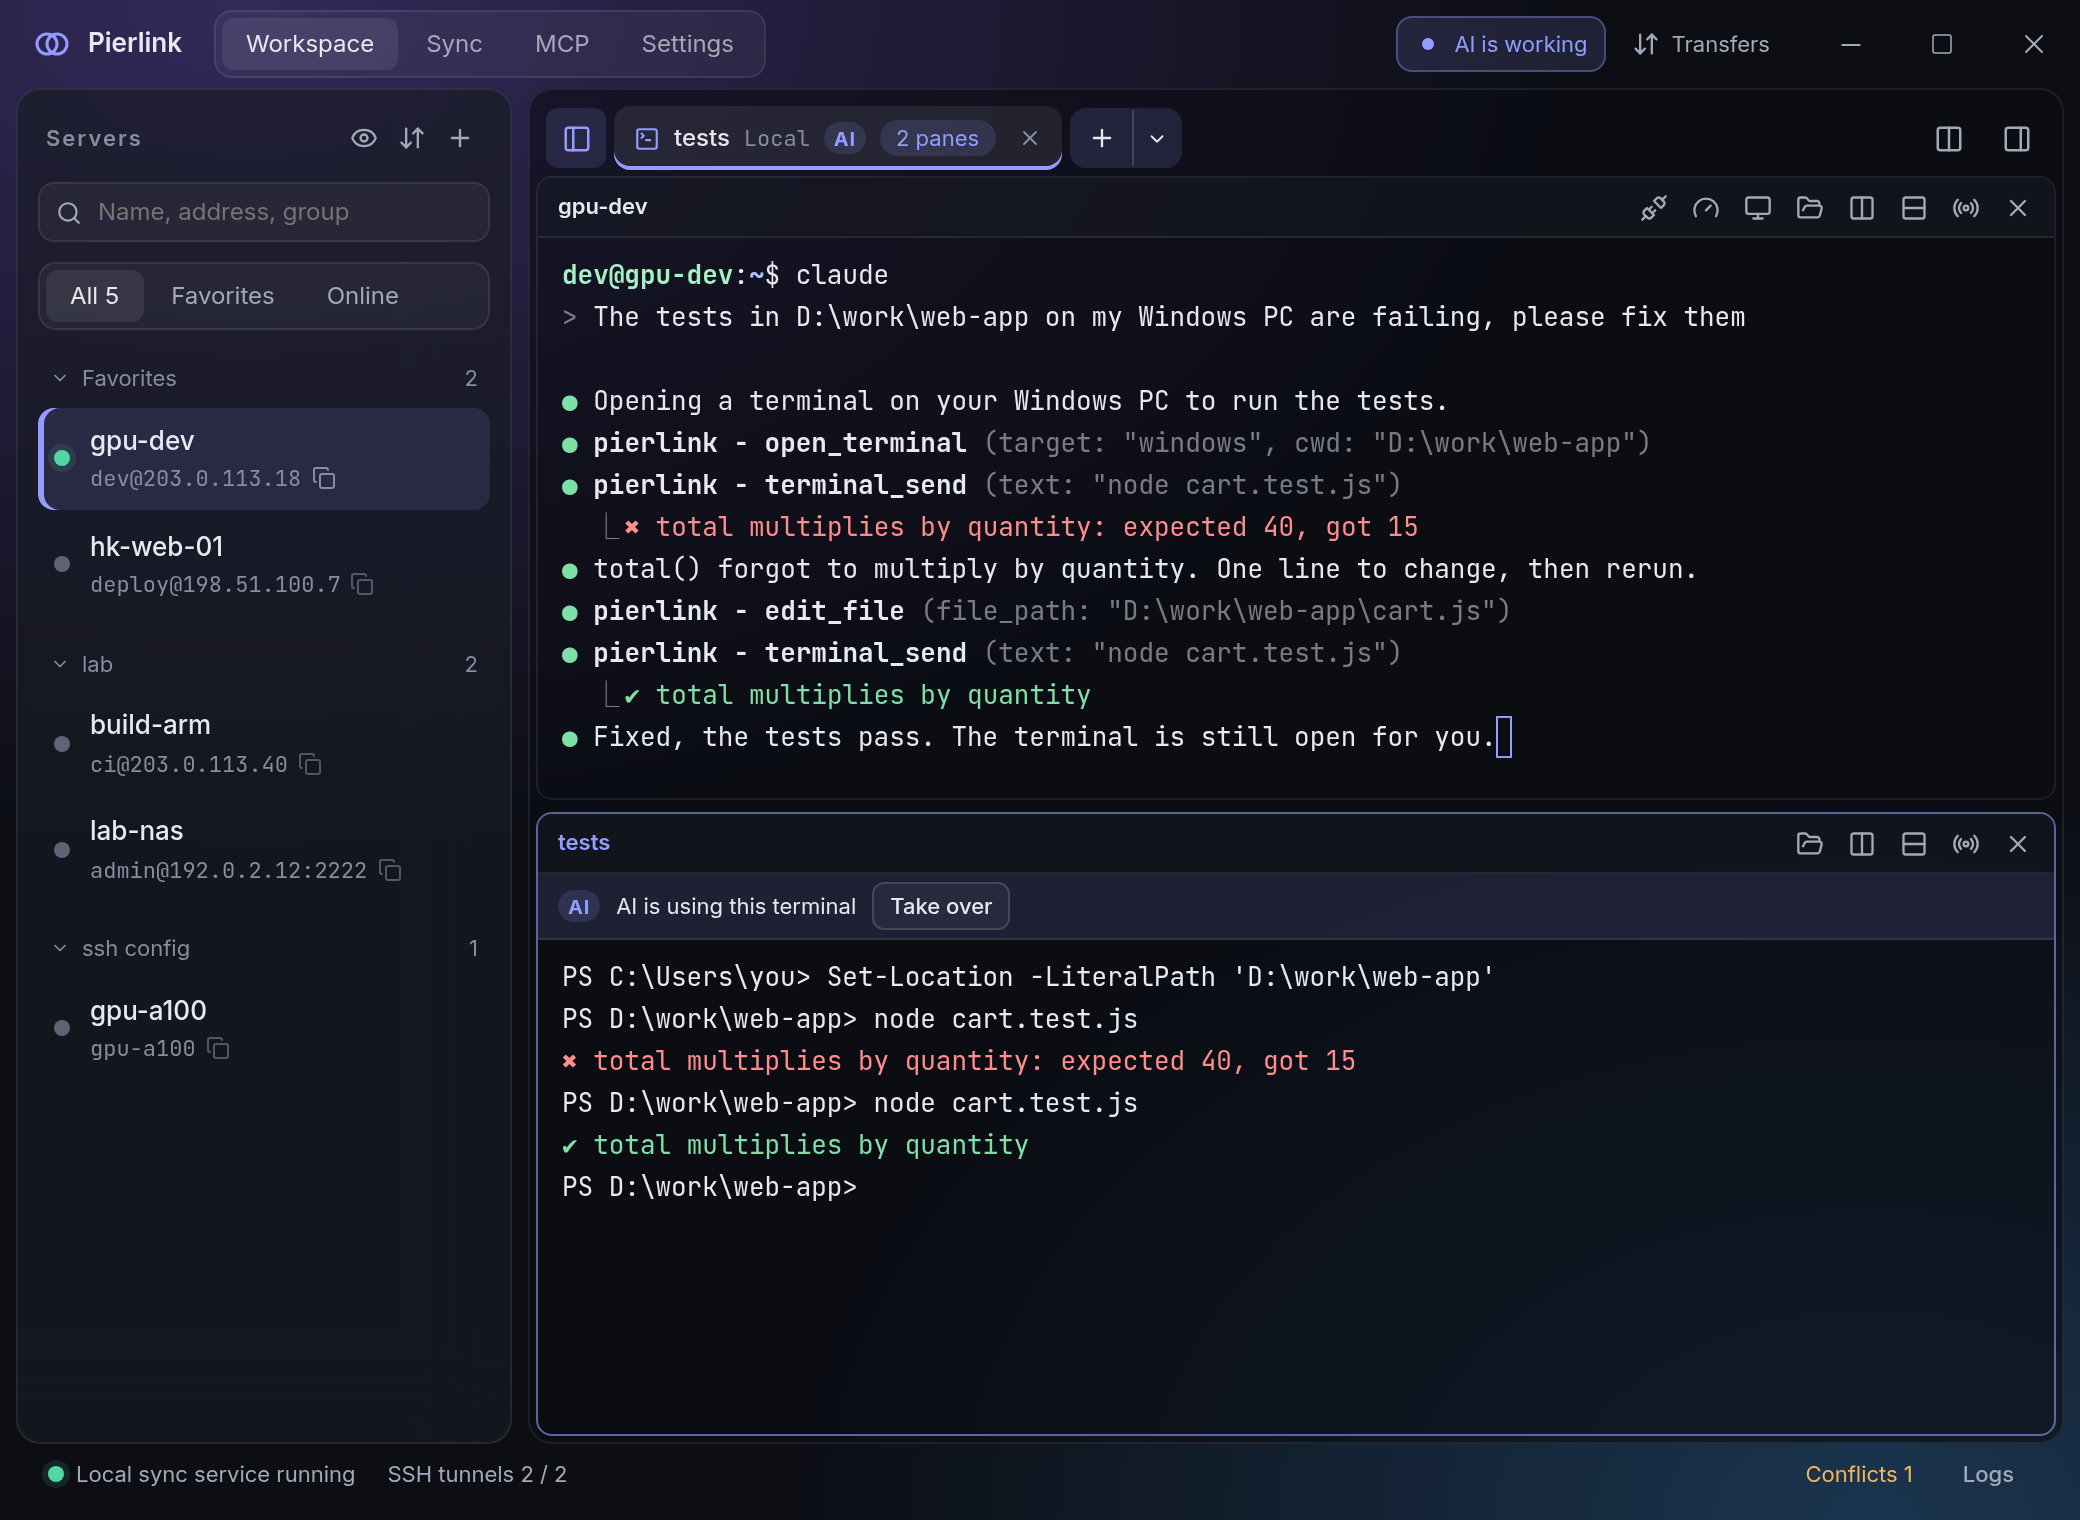 Pierlink
Workspace Sync MCP Settings
AI is working Transfers
Servers
Name, address, group
All 5 Favorites Online
Favorites 2
gpu-dev
dev@203.0.113.18
hk-web-01
deploy@198.51.100.7
lab 2
build-arm
ci@203.0.113.40
lab-nas
admin@192.0.2.12:2222
ssh config 1
gpu-a100
gpu-a100
tests Local AI 2 panes
gpu-dev
dev@gpu-dev:~$ claude
> The tests in D:\work\web-app on my Windows PC are failing, please fix them
● Opening a terminal on your Windows PC to run the tests.
● pierlink - open_terminal (target: "windows", cwd: "D:\work\web-app")
● pierlink - terminal_send (text: "node cart.test.js")
⎿ ✖ total multiplies by quantity: expected 40, got 15
● total() forgot to multiply by quantity. One line to change, then rerun.
● pierlink - edit_file (file_path: "D:\work\web-app\cart.js")
● pierlink - terminal_send (text: "node cart.test.js")
⎿ ✔ total multiplies by quantity
● Fixed, the tests pass. The terminal is still open for you.
tests
AI AI is using this terminal Take over
PS C:\Users\you> Set-Location -LiteralPath 'D:\work\web-app'
PS D:\work\web-app> node cart.test.js
✖ total multiplies by quantity: expected 40, got 15
PS D:\work\web-app> node cart.test.js
✔ total multiplies by quantity
PS D:\work\web-app>
Local sync service running SSH tunnels 2 / 2
Conflicts 1 Logs